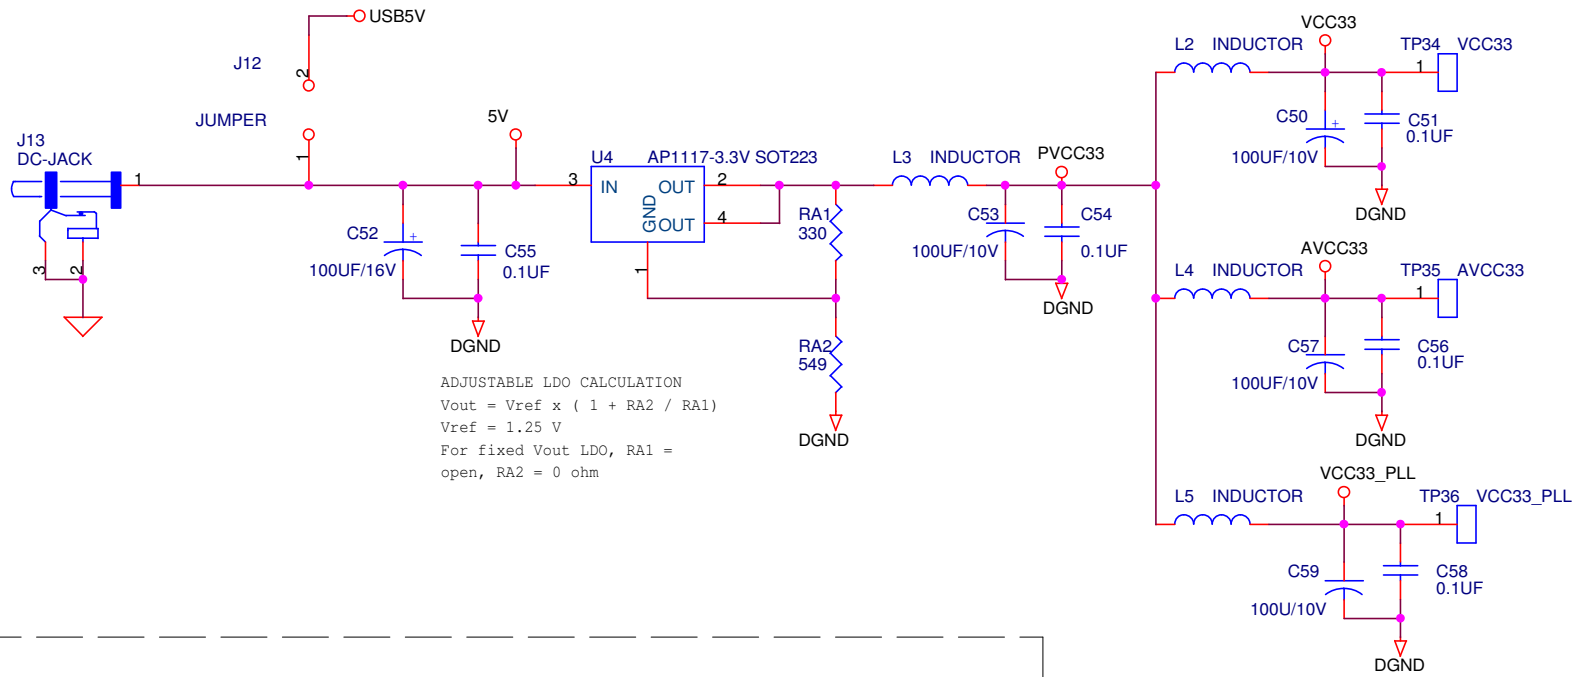 USB5V
J12
2
JUMPER
1
J13
DC-JACK
1
3
2
5V
C52
100UF/16V
C55
0.1UF
DGND
U4
AP1117-3.3V SOT223
3
IN
OUT
2
GND
OUT
4
1
RA1
330
RA2
549
DGND
ADJUSTABLE LDO CALCULATION
Vout = Vref x ( 1 + RA2 / RA1)
Vref = 1.25 V
For fixed Vout LDO, RA1 =
open, RA2 = 0 ohm
L3 INDUCTOR
PVCC33
C53
100UF/10V
C54
0.1UF
DGND
VCC33
L2 INDUCTOR
TP34 VCC33
1
C50
100UF/10V
C51
0.1UF
DGND
AVCC33
L4 INDUCTOR
TP35 AVCC33
1
C57
100UF/10V
C56
0.1UF
DGND
VCC33_PLL
L5 INDUCTOR
TP36 VCC33_PLL
1
C59
100U/10V
C58
0.1UF
DGND